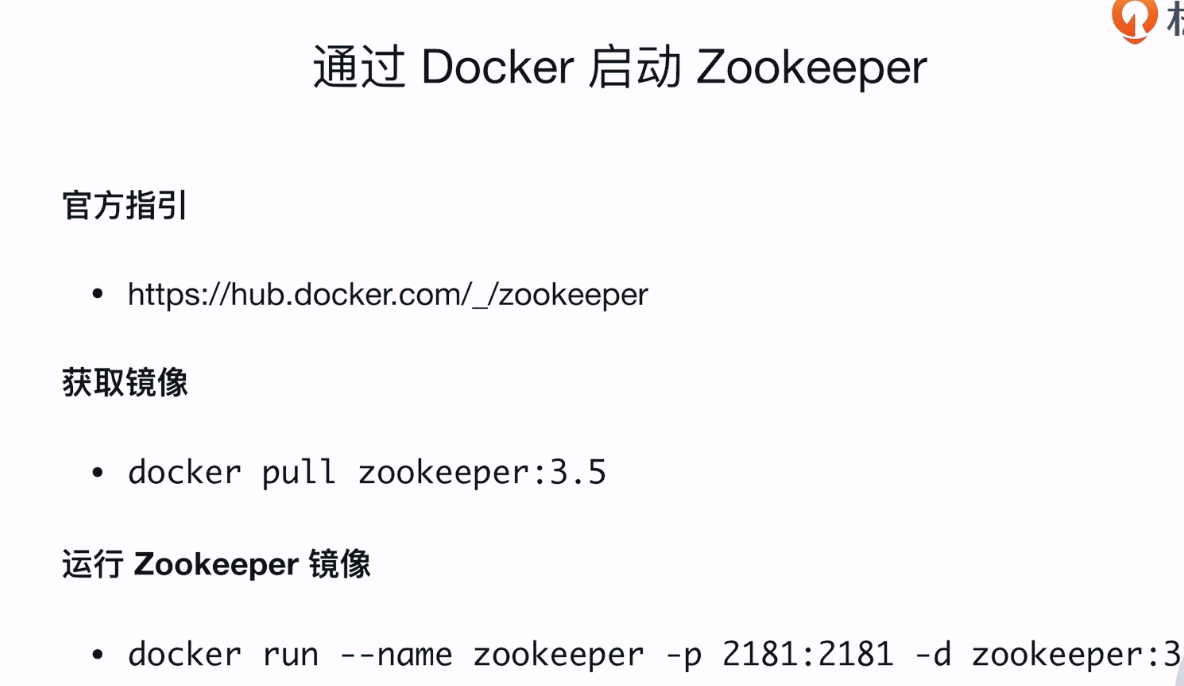 通过 Docker 启动 Zookeeper
官方指引
• https://hub.docker.com/_/zookeeper
获取镜像
• docker pull zookeeper:3.5
运行 Zookeeper 镜像
• docker run --name zookeeper -p 2181:2181 -d zookeeper:3